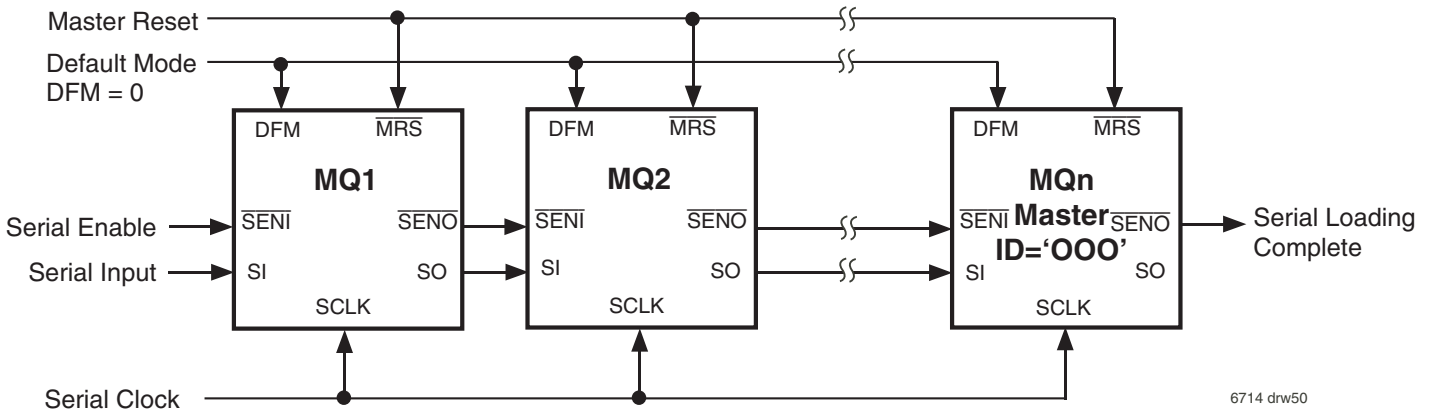 Master Reset
Default Mode
DFM = 0
DFM
MRS
DFM
MRS
DFM
MRS
MQ1
MQ2
MQn
Master
ID=‘OOO’
Serial Enable
SENI
SENO
SENI
SENO
SENI
SENO
Serial Loading
Complete
Serial Input
SI
SO
SI
SO
SI
SO
SCLK
SCLK
SCLK
Serial Clock
6714 drw50